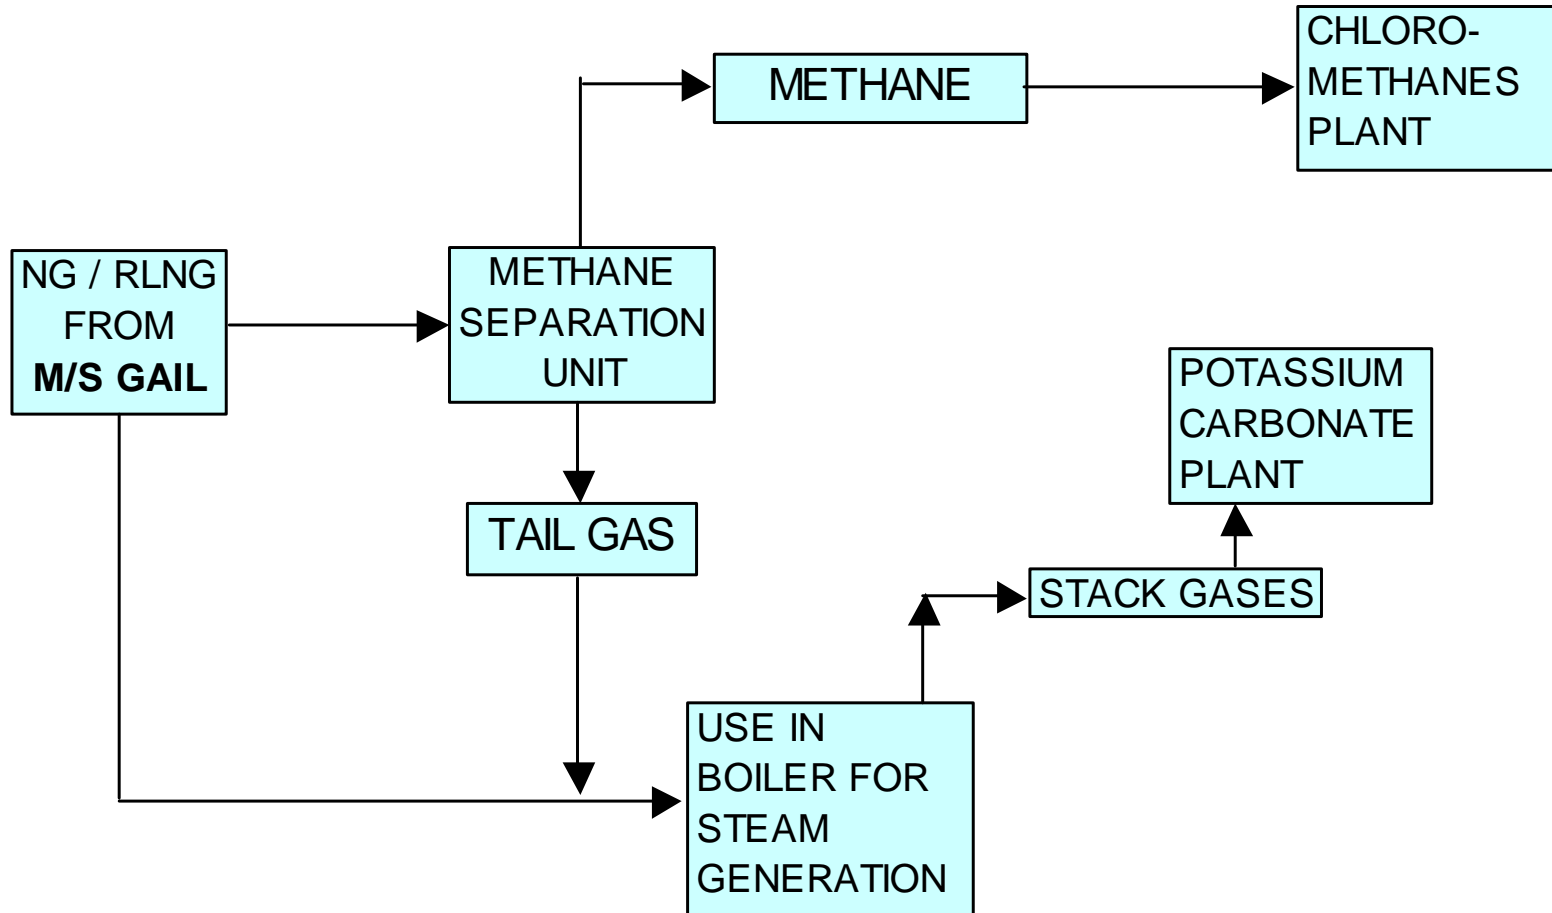 CHLORO-
METHANES
PLANT
METHANE
NG / RLNG
FROM
M/S GAIL
METHANE
SEPARATION
UNIT
POTASSIUM
CARBONATE
PLANT
TAIL GAS
STACK GASES
USE IN
BOILER FOR
STEAM
GENERATION